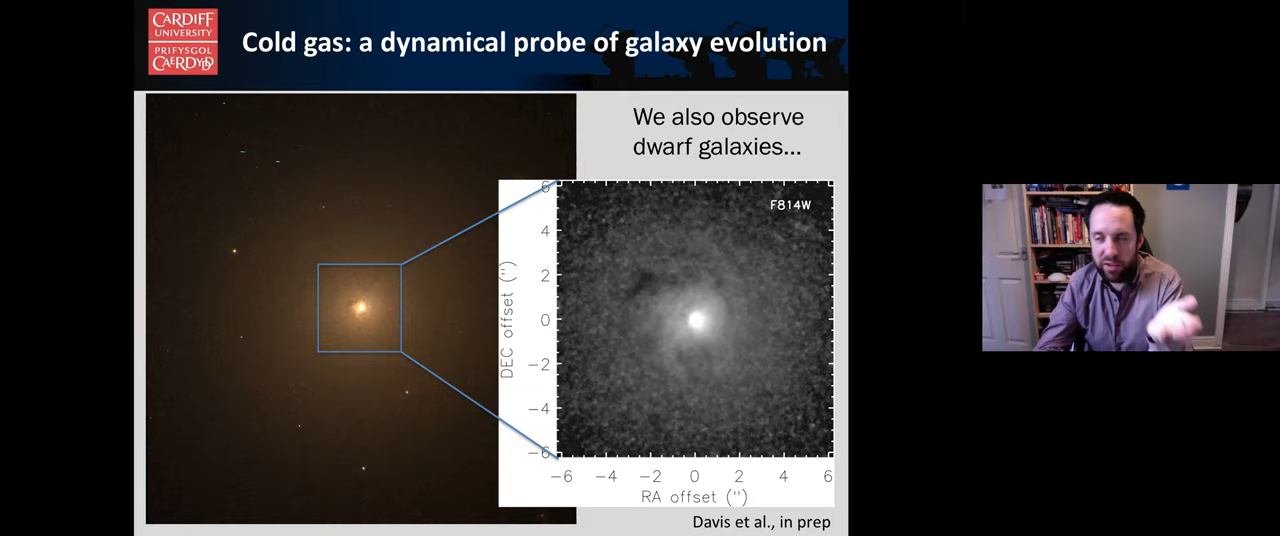 CARDIFF
UNIVERSITY
PRIFYSGOL
CAERDYDD
Cold gas: a dynamical probe of galaxy evolution
We also observe
dwarf galaxies...
F814W
6
4
2
0
−2
−4
−6
DEC offset (")
−6 −4 −2 0 2 4 6
RA offset (")
Davis et al., in prep